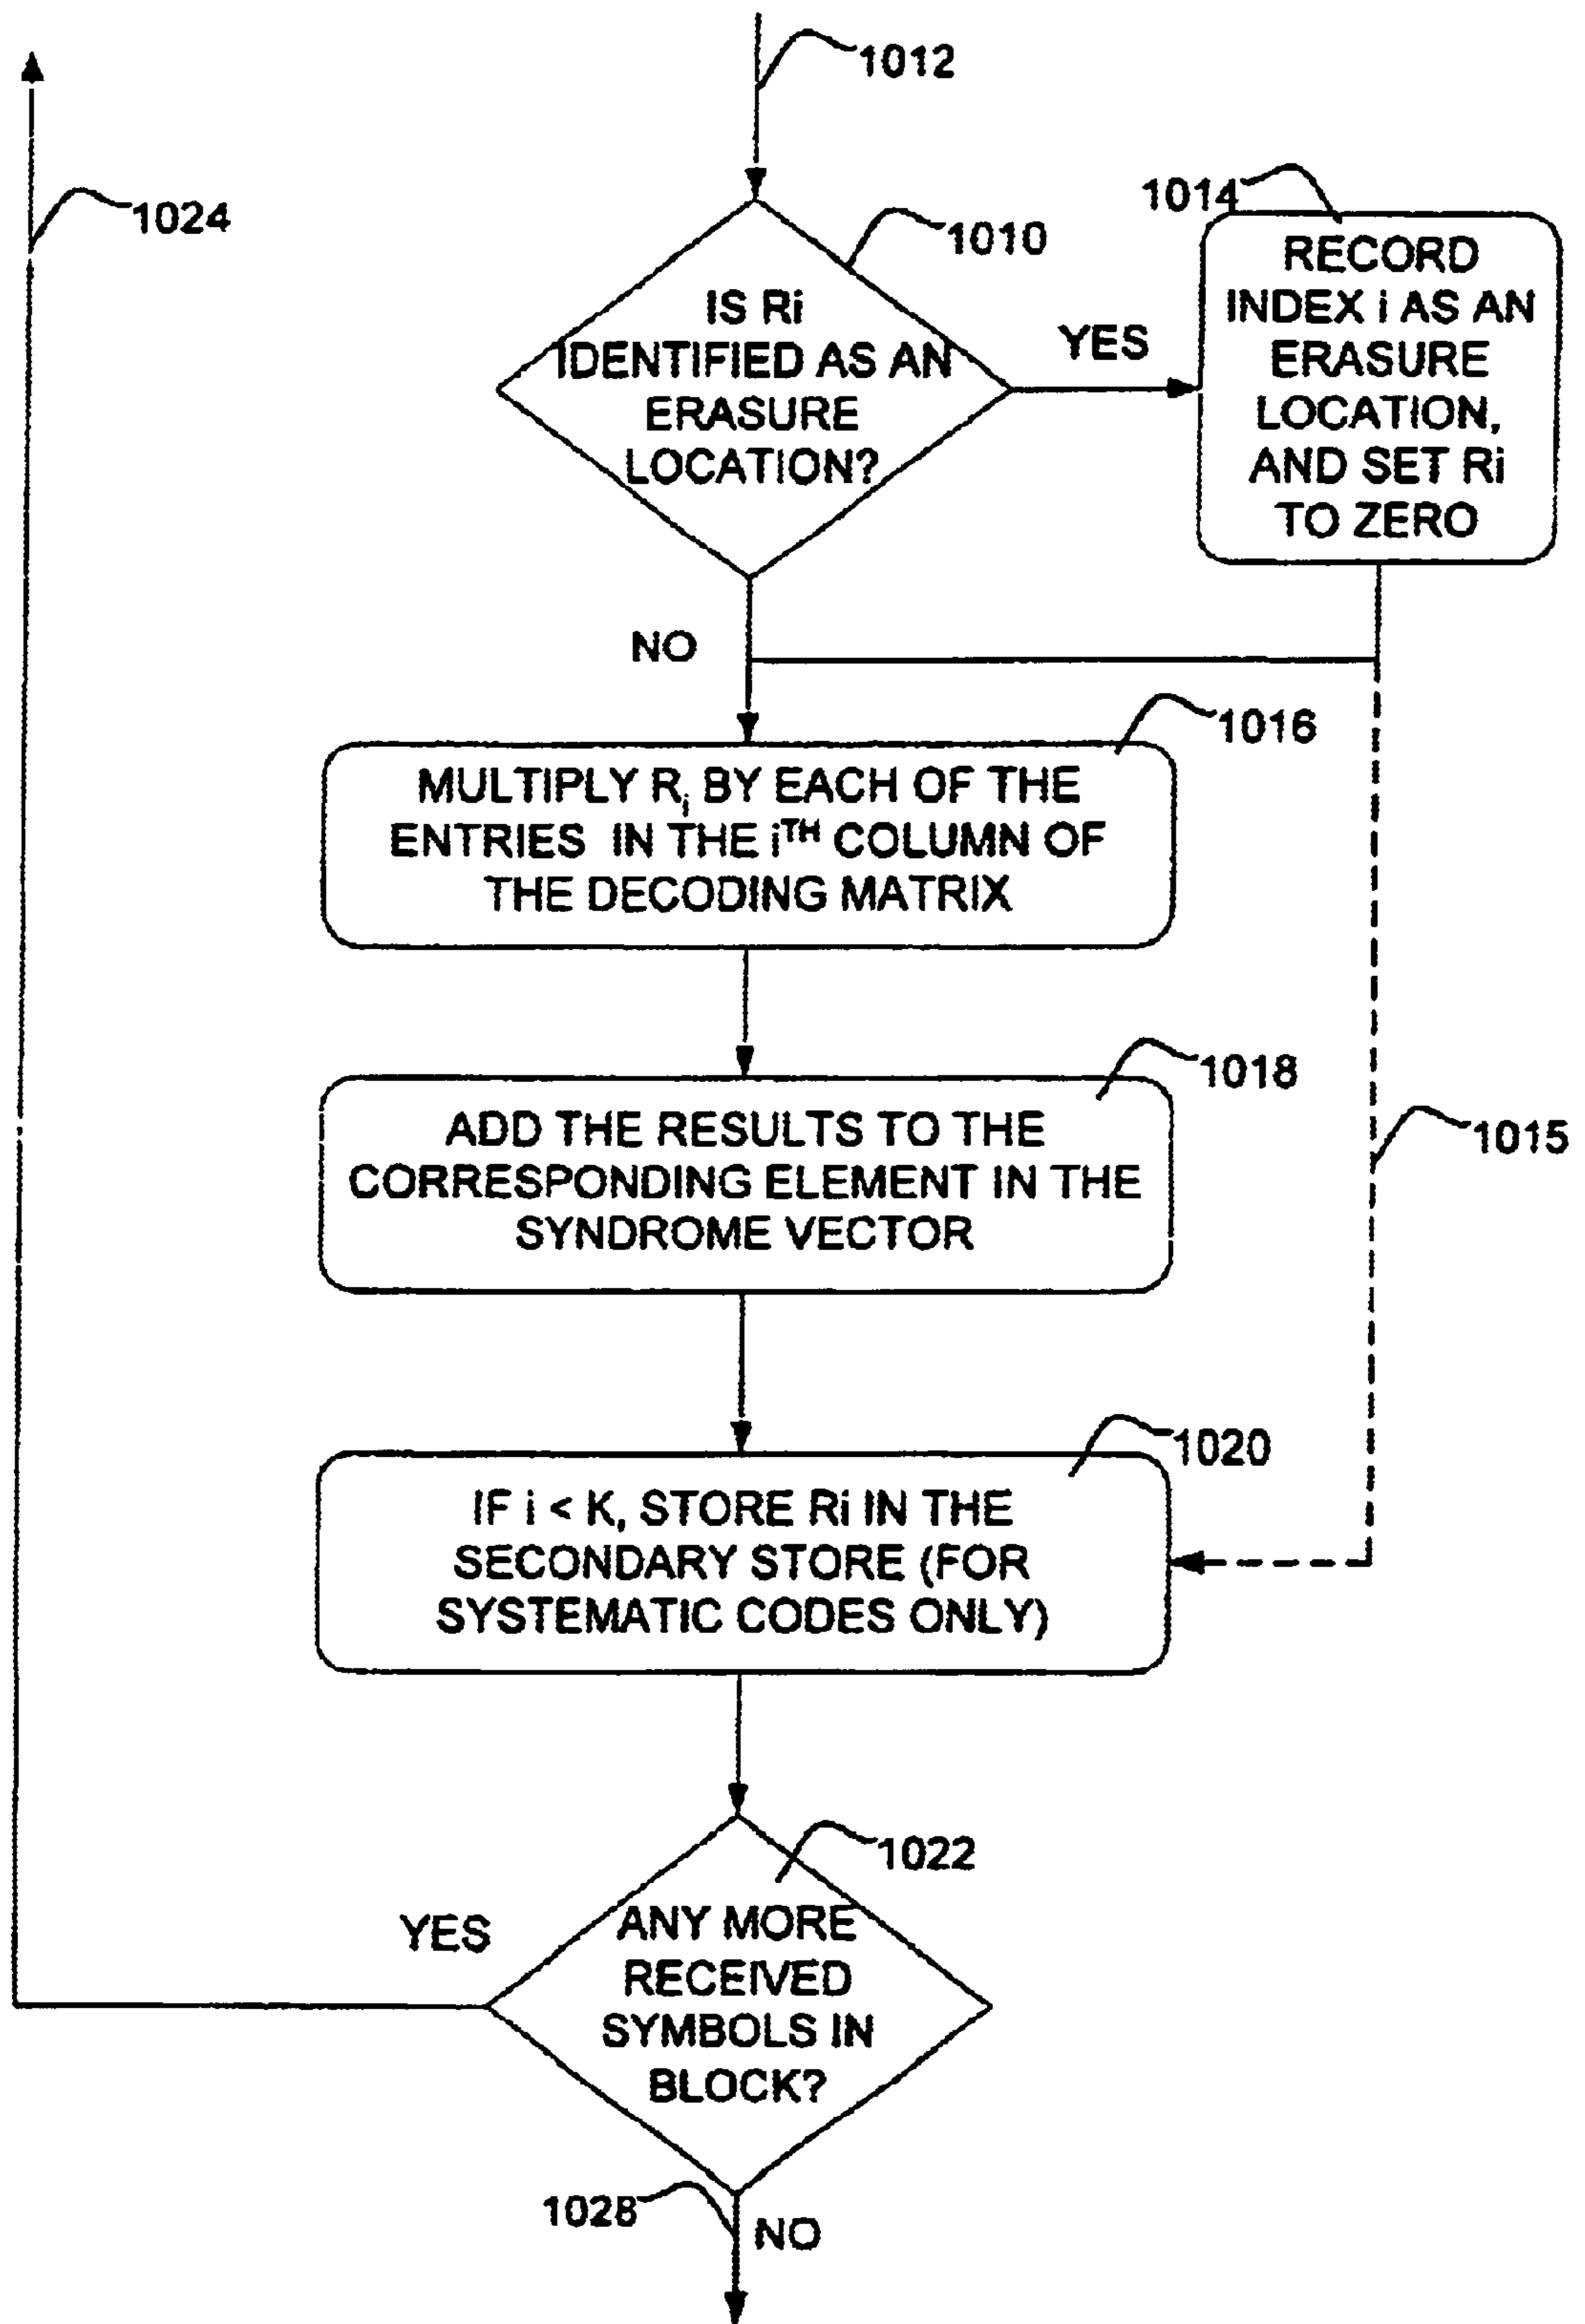 1012
1024
1010
IS Ri
IDENTIFIED AS AN
ERASURE
LOCATION?
YES
1014
RECORD
INDEX i AS AN
ERASURE
LOCATION,
AND SET Ri
TO ZERO
NO
1016
MULTIPLY Ri BY EACH OF THE
ENTRIES IN THE iTH COLUMN OF
THE DECODING MATRIX
1018
ADD THE RESULTS TO THE
CORRESPONDING ELEMENT IN THE
SYNDROME VECTOR
1015
1020
IF i < K, STORE Ri IN THE
SECONDARY STORE (FOR
SYSTEMATIC CODES ONLY)
1022
YES
ANY MORE
RECEIVED
SYMBOLS IN
BLOCK?
1028
NO